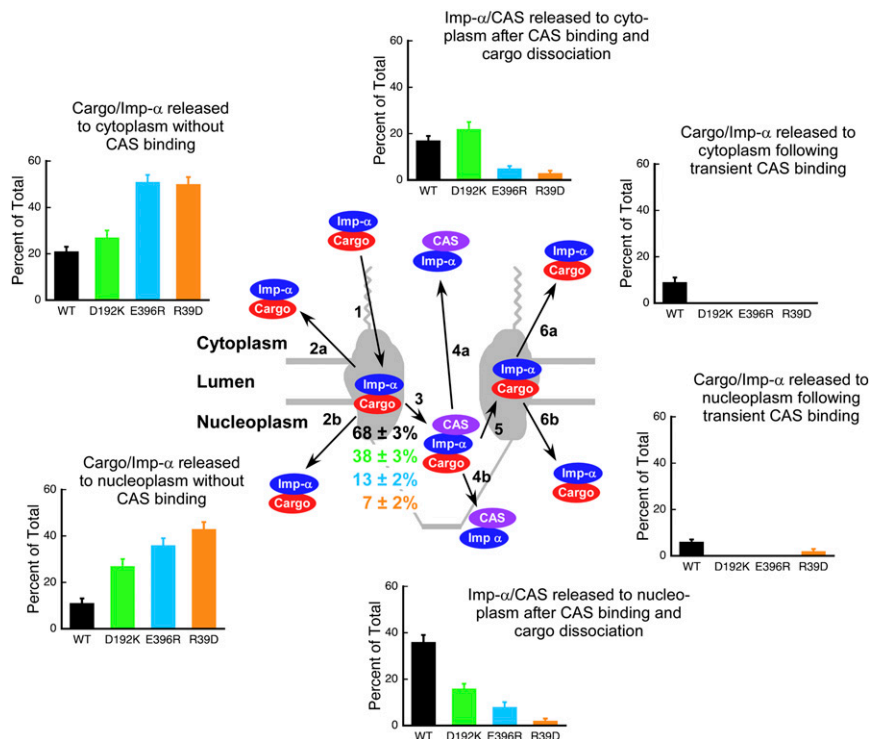 Imp-α/CAS released to cyto-
plasm after CAS binding and
cargo dissociation
Percent of Total
60
40
20
0
WT D192K E396R R39D
Cargo/Imp-α released
to cytoplasm without
CAS binding
Percent of Total
60
40
20
0
WT D192K E396R R39D
Cargo/Imp-α released to
cytoplasm following
transient CAS binding
Percent of Total
60
40
20
0
WT D192K E396R R39D
Imp-α
Cargo
CAS
Imp-α
Imp-α
Cargo
Imp-α
Cargo
1
2a
4a
6a
Cytoplasm
Lumen
Nucleoplasm
Imp-α
Cargo
Imp-α
Cargo
3
5
2b
6b
CAS
Imp-α
Cargo
68 ± 3%
38 ± 3%
13 ± 2%
7 ± 2%
4b
Imp-α
Cargo
Imp-α
Cargo
CAS
Imp α
Cargo/Imp-α released
to nucleoplasm without
CAS binding
Percent of Total
60
40
20
0
WT D192K E396R R39D
Cargo/Imp-α released to
nucleoplasm following
transient CAS binding
Percent of Total
60
40
20
0
WT D192K E396R R39D
Imp-α/CAS released to nucleo-
plasm after CAS binding and
cargo dissociation
Percent of Total
60
40
20
0
WT D192K E396R R39D